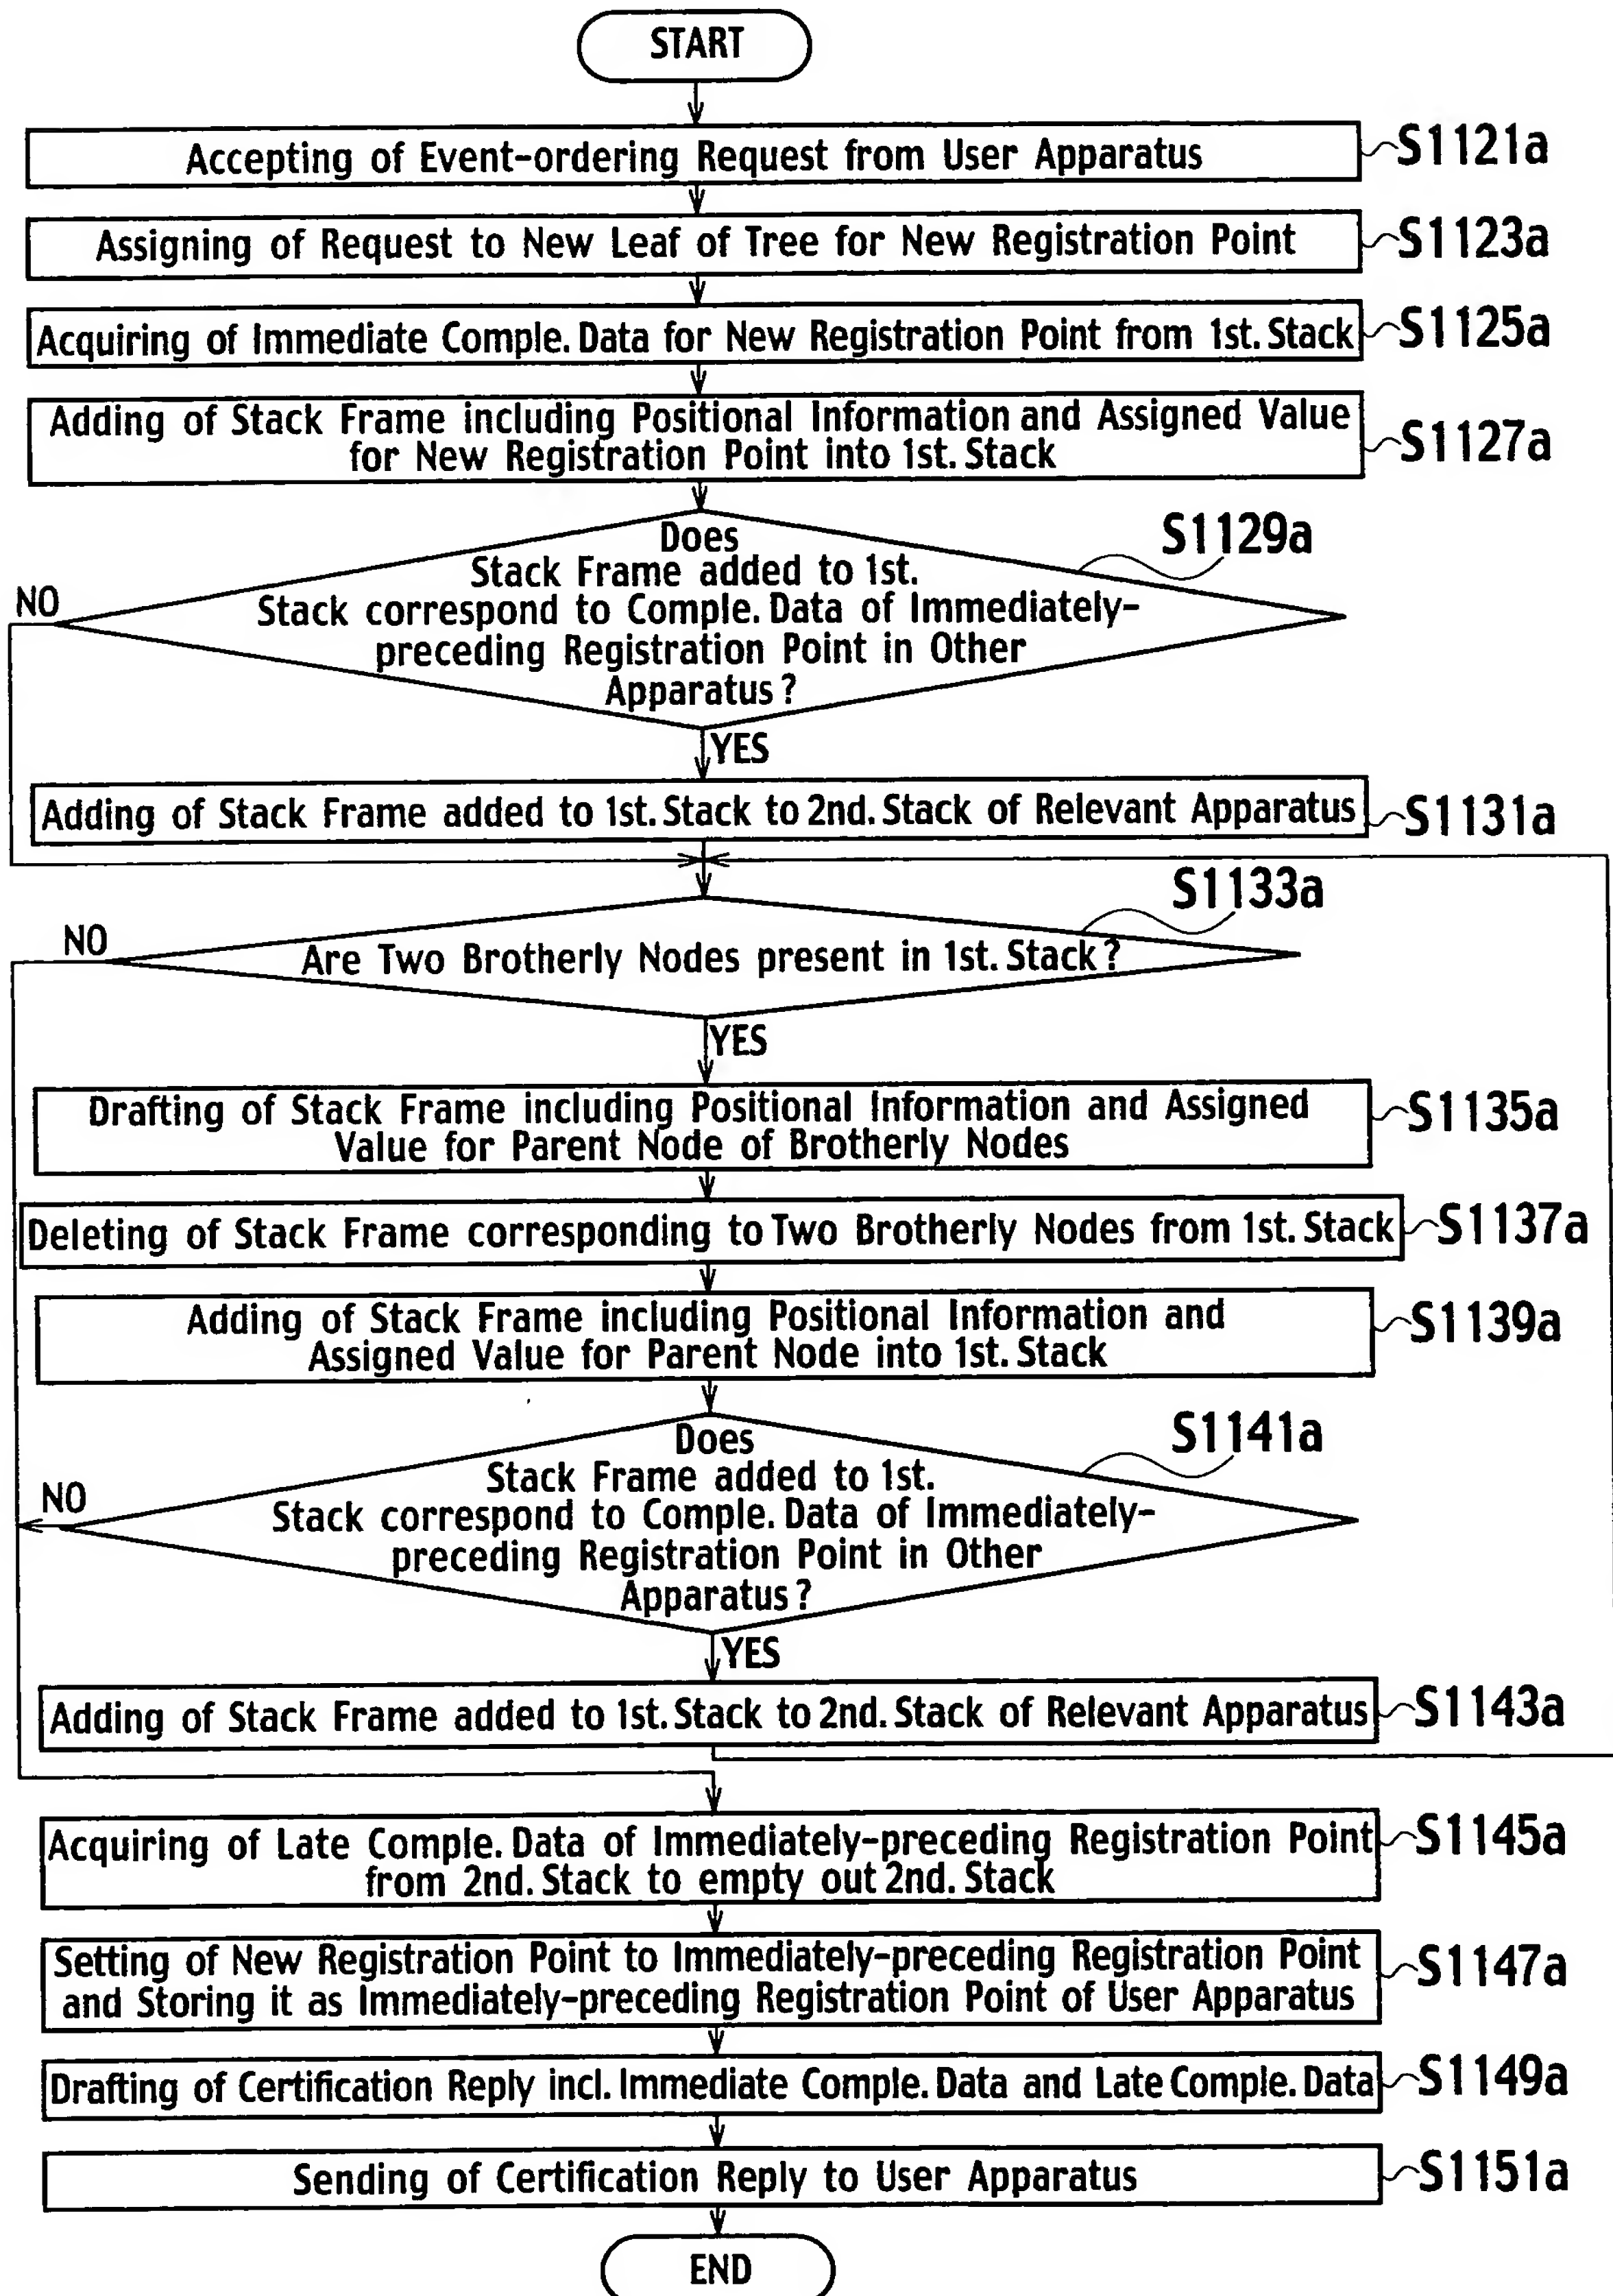 START
Accepting of Event-ordering Request from User Apparatus
S1121a
Assigning of Request to New Leaf of Tree for New Registration Point
S1123a
Acquiring of Immediate Comple. Data for New Registration Point from 1st. Stack
S1125a
Adding of Stack Frame including Positional Information and Assigned Value
for New Registration Point into 1st. Stack
S1127a
S1129a
Does
Stack Frame added to 1st.
Stack correspond to Comple. Data of Immediately-
preceding Registration Point in Other
Apparatus?
NO
YES
Adding of Stack Frame added to 1st. Stack to 2nd. Stack of Relevant Apparatus
S1131a
S1133a
NO
Are Two Brotherly Nodes present in 1st. Stack?
YES
Drafting of Stack Frame including Positional Information and Assigned
Value for Parent Node of Brotherly Nodes
S1135a
Deleting of Stack Frame corresponding to Two Brotherly Nodes from 1st. Stack
S1137a
Adding of Stack Frame including Positional Information and
Assigned Value for Parent Node into 1st. Stack
S1139a
S1141a
Does
Stack Frame added to 1st.
Stack correspond to Comple. Data of Immediately-
preceding Registration Point in Other
Apparatus?
NO
YES
Adding of Stack Frame added to 1st. Stack to 2nd. Stack of Relevant Apparatus
S1143a
Acquiring of Late Comple. Data of Immediately-preceding Registration Point
from 2nd. Stack to empty out 2nd. Stack
S1145a
Setting of New Registration Point to Immediately-preceding Registration Point
and Storing it as Immediately-preceding Registration Point of User Apparatus
S1147a
Drafting of Certification Reply incl. Immediate Comple. Data and Late Comple. Data
S1149a
Sending of Certification Reply to User Apparatus
S1151a
END